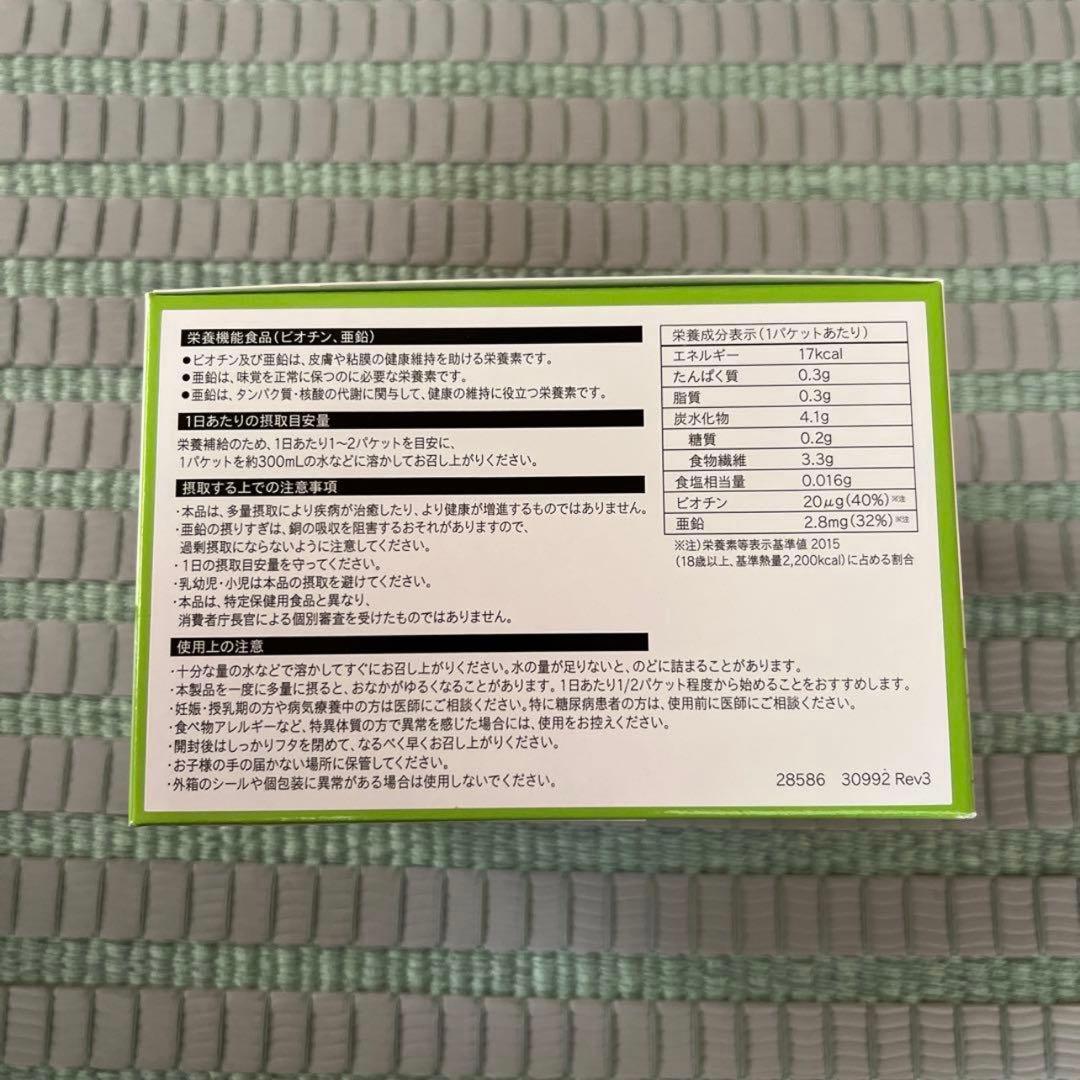 栄養機能食品(ビオチン、亜鉛)
●ビオチン及び亜鉛は、皮膚や粘膜の健康維持を助ける栄養素です。
●亜鉛は、味覚を正常に保つのに必要な栄養素です。
●亜鉛は、タンパク質・核酸の代謝に関与して、健康の維持に役立つ栄養素です。
1日あたりの摂取目安量
栄養補給のため、1日あたり1~2パケットを目安に、
1パケットを約300mLの水などに溶かしてお召し上がりください。
摂取する上での注意事項
・本品は、多量摂取により疾病が治癒したり、より健康が増進するものではありません。
・亜鉛の摂りすぎは、銅の吸収を阻害するおそれがありますので、
過剰摂取にならないように注意してください。
・1日の摂取目安量を守ってください。
・乳幼児・小児は本品の摂取を避けてください。
・本品は、特定保健用食品と異なり、
消費者庁長官による個別審査を受けたものではありません。
栄養成分表示(1パケットあたり)
エネルギー 17kcal
たんぱく質 0.3g
脂質 0.3g
炭水化物 4.1g
糖質 0.2g
食物繊維 3.3g
食塩相当量 0.016g
ビオチン 20μg(40%)※注
亜鉛 2.8mg(32%)※注
※注)栄養素等表示基準値 2015
(18歳以上、基準熱量2,200kcal)に占める割合
使用上の注意
・十分な量の水などで溶かしてすぐにお召し上がりください。水の量が足りないと、のどに詰まることがあります。
・本製品を一度に多量に摂ると、おなかがゆるくなることがあります。1日あたり1/2パケット程度から始めることをおすすめします。
・妊娠・授乳期の方や病気療養中の方は医師にご相談ください。特に糖尿病患者の方は、使用前に医師にご相談ください。
・食べ物アレルギーなど、特異体質の方で異常を感じた場合には、使用をお控えください。
・開封後はしっかりフタを閉めて、なるべく早くお召し上がりください。
・お子様の手の届かない場所に保管してください。
・外箱のシールや個包装に異常がある場合は使用しないでください。
28586 30992 Rev3